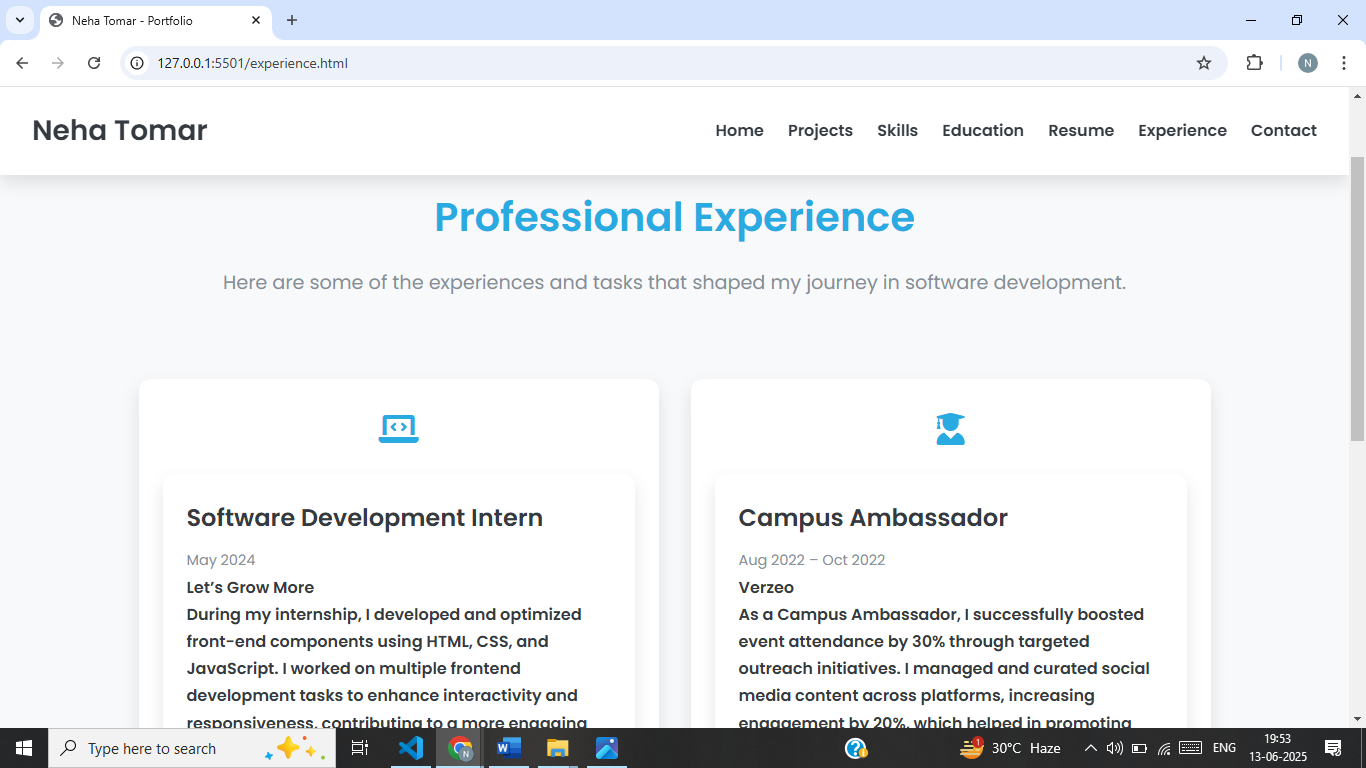 Neha Tomar - Portfolio
127.0.0.1:5501/experience.html
N
Neha Tomar
Home Projects Skills Education Resume Experience Contact
Professional Experience
Here are some of the experiences and tasks that shaped my journey in software development.
Software Development Intern
May 2024
Let’s Grow More
During my internship, I developed and optimized
front-end components using HTML, CSS, and
JavaScript. I worked on multiple frontend
development tasks to enhance interactivity and
responsiveness, contributing to a more engaging
Campus Ambassador
Aug 2022 – Oct 2022
Verzeo
As a Campus Ambassador, I successfully boosted
event attendance by 30% through targeted
outreach initiatives. I managed and curated social
media content across platforms, increasing
engagement by 20%, which helped in promoting
Type here to search
N
W
1
30°C Haze
ENG
19:53
13-06-2025